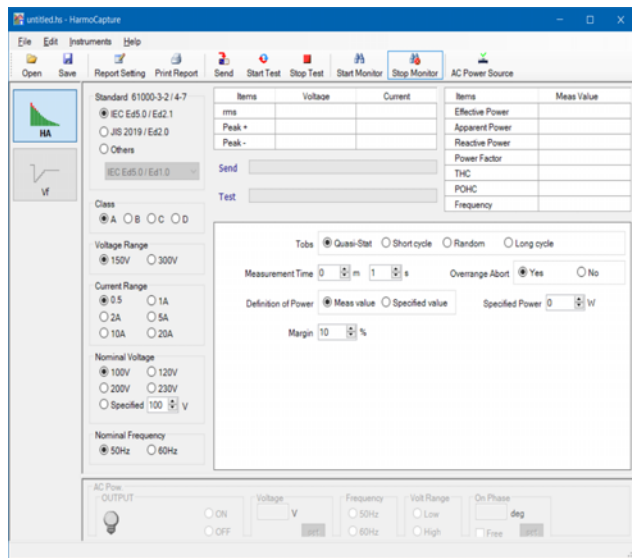 untitled.hs - HarmoCapture
File Edit Instruments Help
Open Save Report Setting Print Report Send Start Test Stop Test Start Monitor Stop Monitor AC Power Source
HA
Vf
Standard 61000-3-2 / 4-7
IEC Ed5.0 / Ed2.1
JIS 2019 / Ed2.0
Others
IEC Ed5.0 / Ed1.0
Class
A B C D
Voltage Range
150V 300V
Current Range
0.5 1A
2A 5A
10A 20A
Nominal Voltage
100V 120V
200V 230V
Specified 100 V
Nominal Frequency
50Hz 60Hz
Items Voltage Current
rms
Peak +
Peak -
Send
Test
Items Meas Value
Effective Power
Apparent Power
Reactive Power
Power Factor
THC
POHC
Frequency
Tobs Quasi-Stat Short cycle Random Long cycle
Measurement Time 0 m 1 s Overrange Abort Yes No
Definition of Power Meas value Specified value Specified Power 0 W
Margin 10 %
AC Pow.
OUTPUT Voltage Frequency Volt Range On Phase
ON V 50Hz Low deg
OFF set 60Hz High Free set